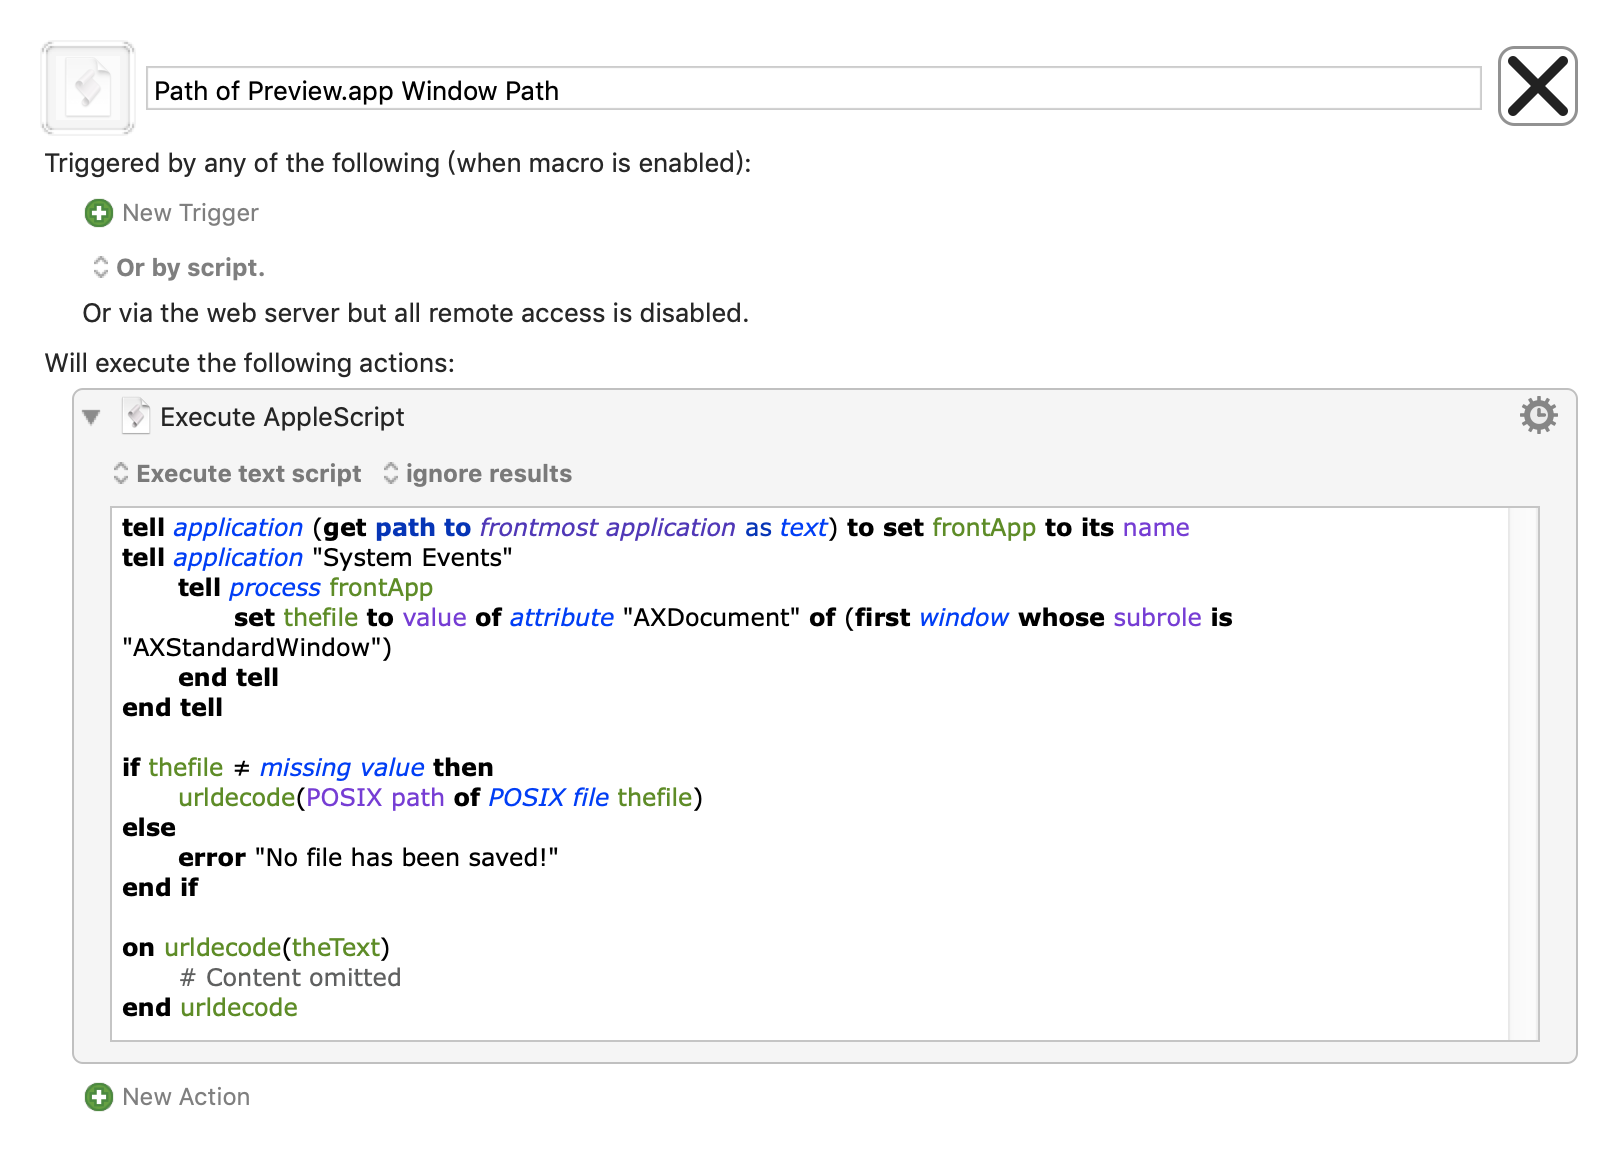 Path of Preview.app Window Path
Triggered by any of the following (when macro is enabled):
New Trigger
Or by script.
Or via the web server but all remote access is disabled.
Will execute the following actions:
Execute AppleScript
Execute text script ignore results
tell application (get path to frontmost application as text) to set frontApp to its name
tell application "System Events"
tell process frontApp
set thefile to value of attribute "AXDocument" of (first window whose subrole is
"AXStandardWindow")
end tell
end tell
if thefile ≠ missing value then
urldecode(POSIX path of POSIX file thefile)
else
error "No file has been saved!"
end if
on urldecode(theText)
# Content omitted
end urldecode
New Action